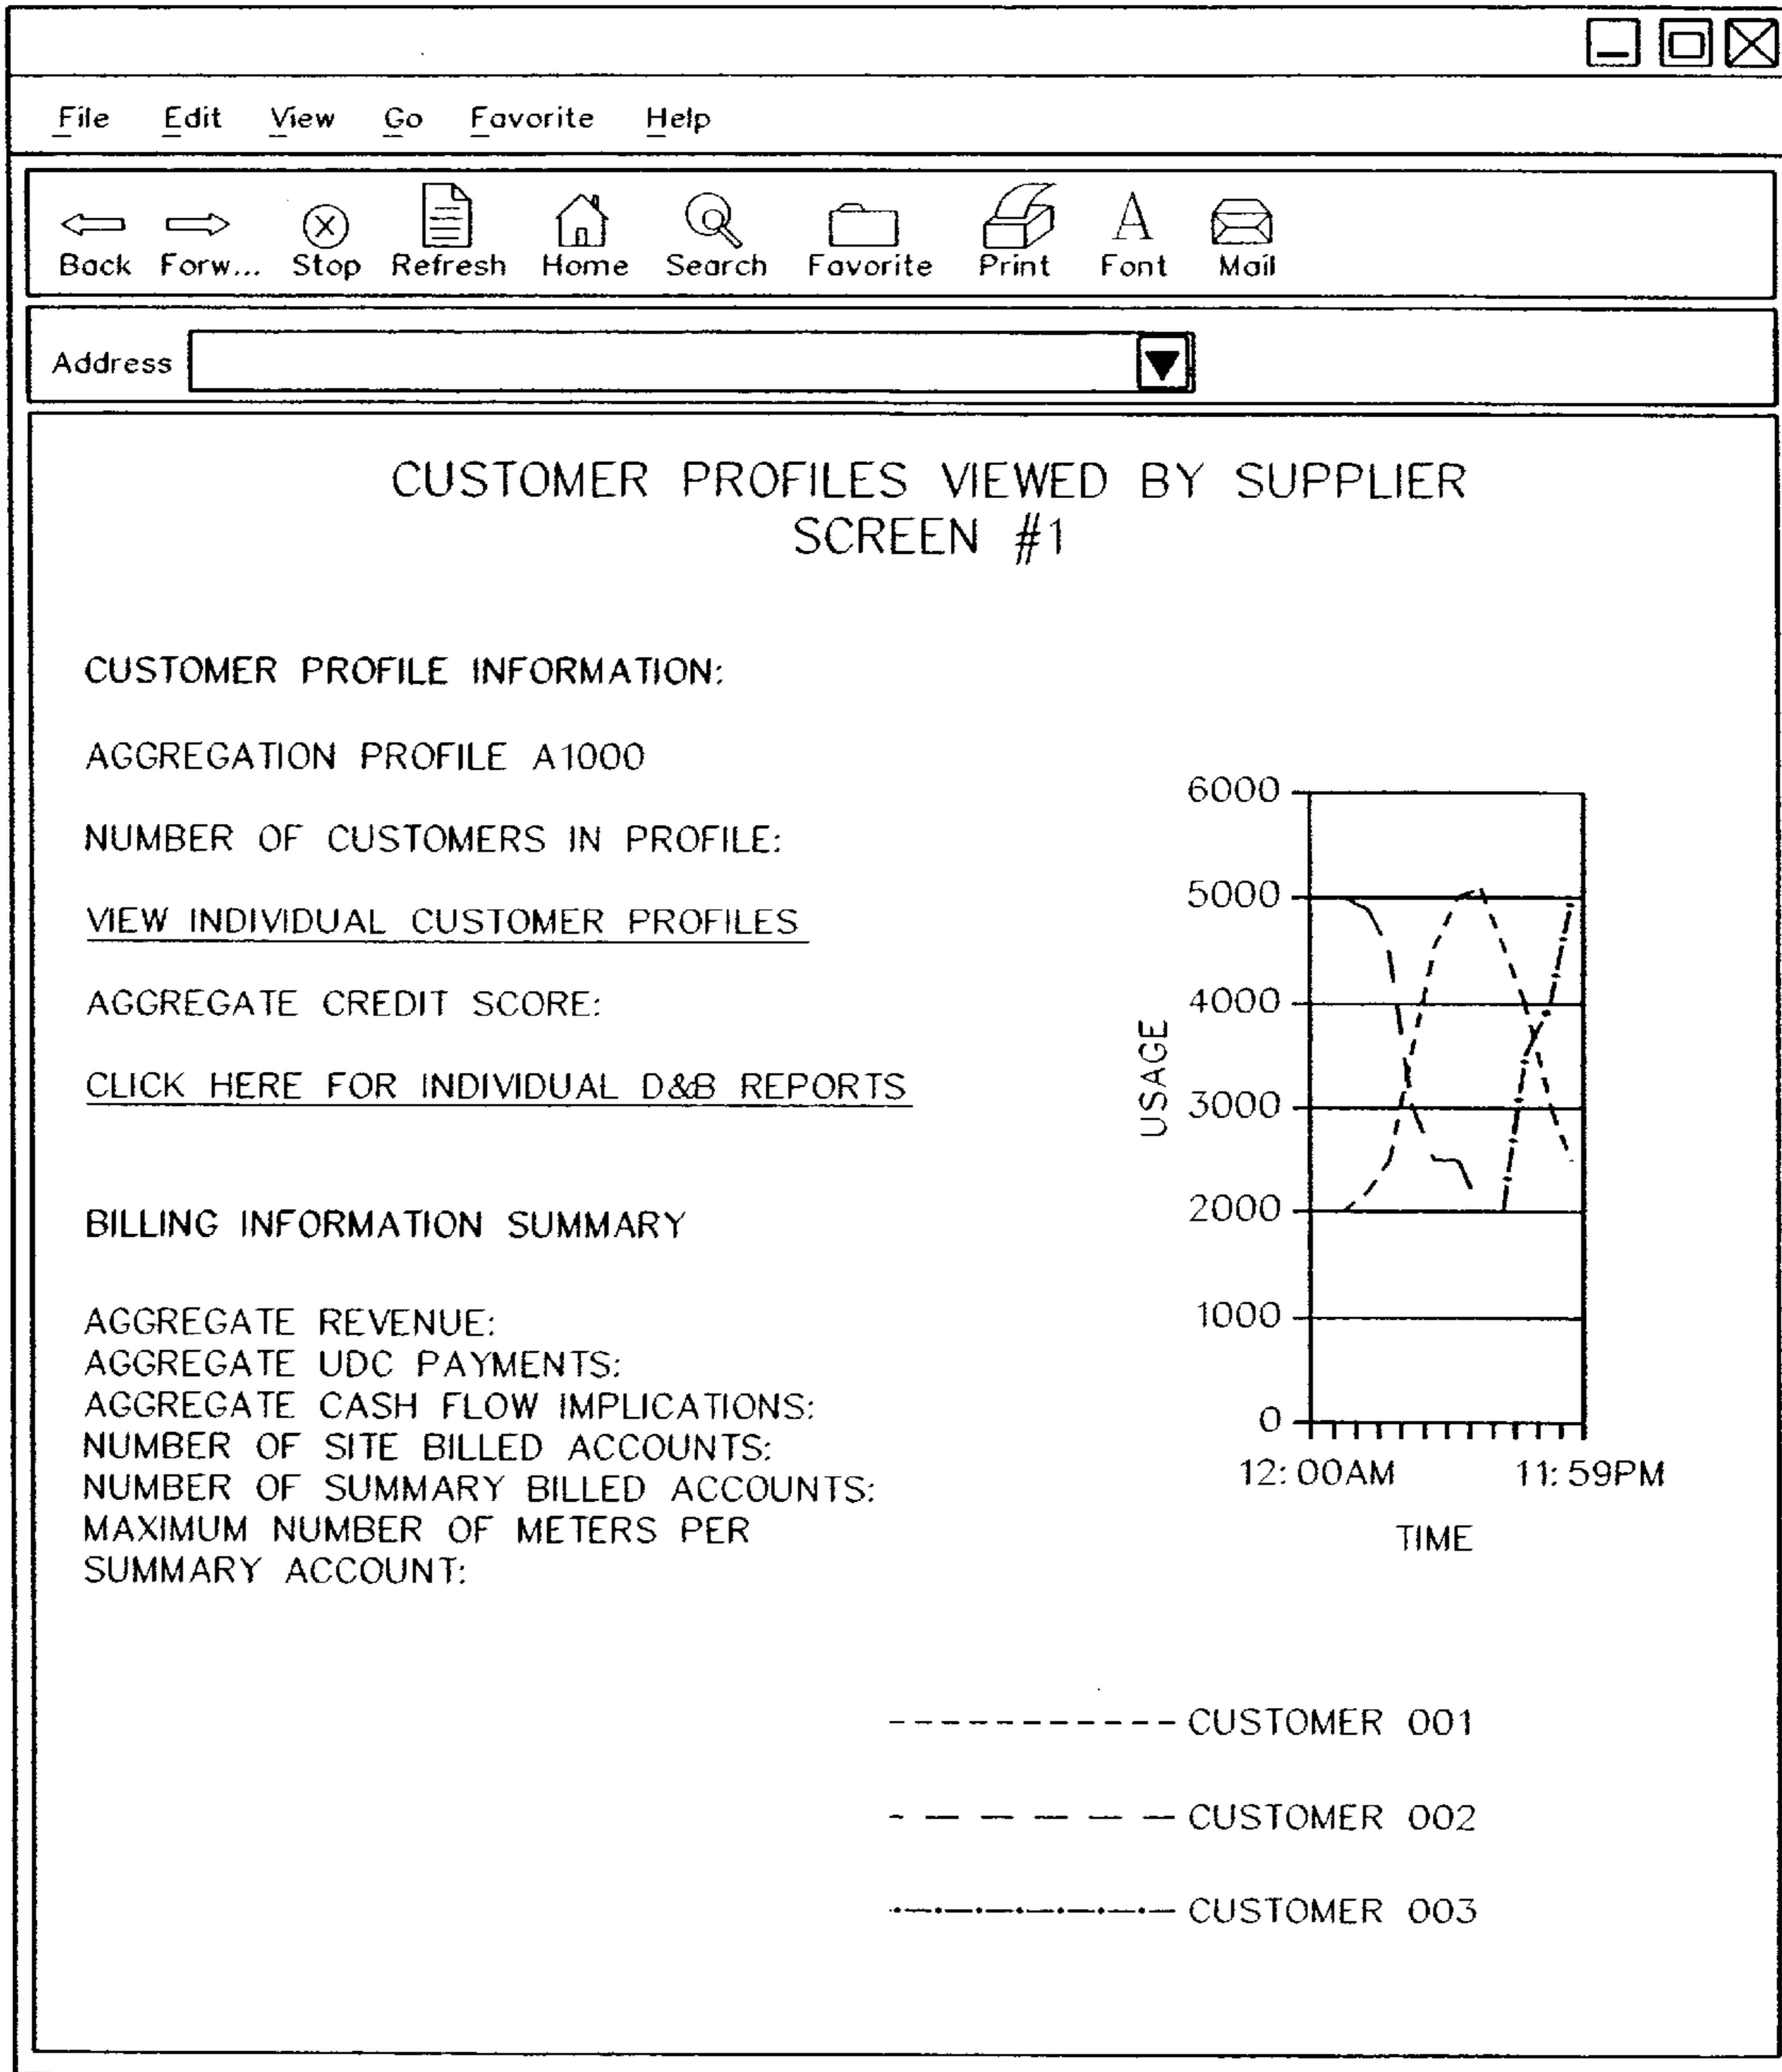 File Edit View Go Favorite Help
Back Forw... Stop Refresh Home Search Favorite Print Font Mail
Address
CUSTOMER PROFILES VIEWED BY SUPPLIER
SCREEN #1
CUSTOMER PROFILE INFORMATION:
AGGREGATION PROFILE A1000
NUMBER OF CUSTOMERS IN PROFILE:
VIEW INDIVIDUAL CUSTOMER PROFILES
AGGREGATE CREDIT SCORE:
CLICK HERE FOR INDIVIDUAL D&B REPORTS
BILLING INFORMATION SUMMARY
AGGREGATE REVENUE:
AGGREGATE UDC PAYMENTS:
AGGREGATE CASH FLOW IMPLICATIONS:
NUMBER OF SITE BILLED ACCOUNTS:
NUMBER OF SUMMARY BILLED ACCOUNTS:
MAXIMUM NUMBER OF METERS PER
SUMMARY ACCOUNT:
USAGE
6000
5000
4000
3000
2000
1000
0
12:00AM 11:59PM
TIME
CUSTOMER 001
CUSTOMER 002
CUSTOMER 003